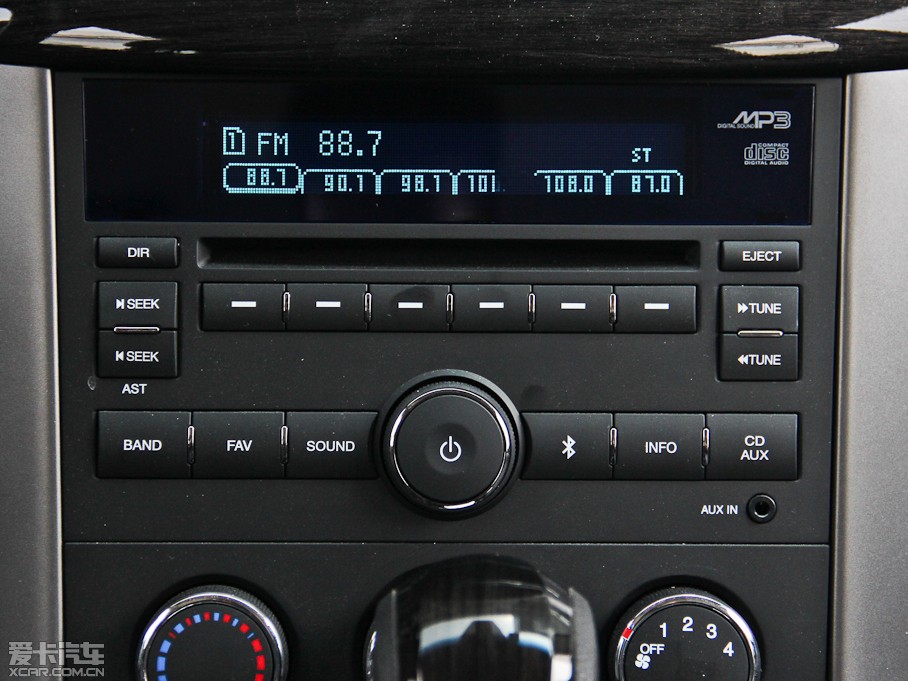 MP3
DIGITAL SOUND
1 FM 88.7
ST
COMPACT
disc
DIGITAL AUDIO
88.7 90.1 98.1 108.0 87.0
DIR
EJECT
SEEK
TUNE
SEEK
TUNE
AST
BAND
FAV
SOUND
INFO
CD
AUX
AUX IN
1 2 3 4
OFF
爱卡汽车
XCAR.COM.CN